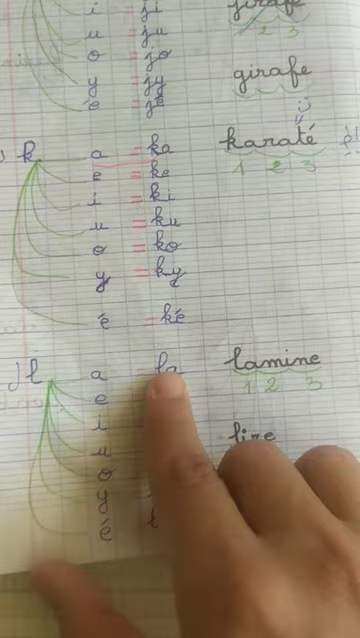 i = ji girafe
u = ju 2 3
o = jo
y = jy girafe
é = jé
k a = ka karaté
e = ke 1 2 3
i = ki
u = ku
o = ko
y = ky
é = ké
l a = la lamine
e 1 2 3
i
u lire
o
y
é